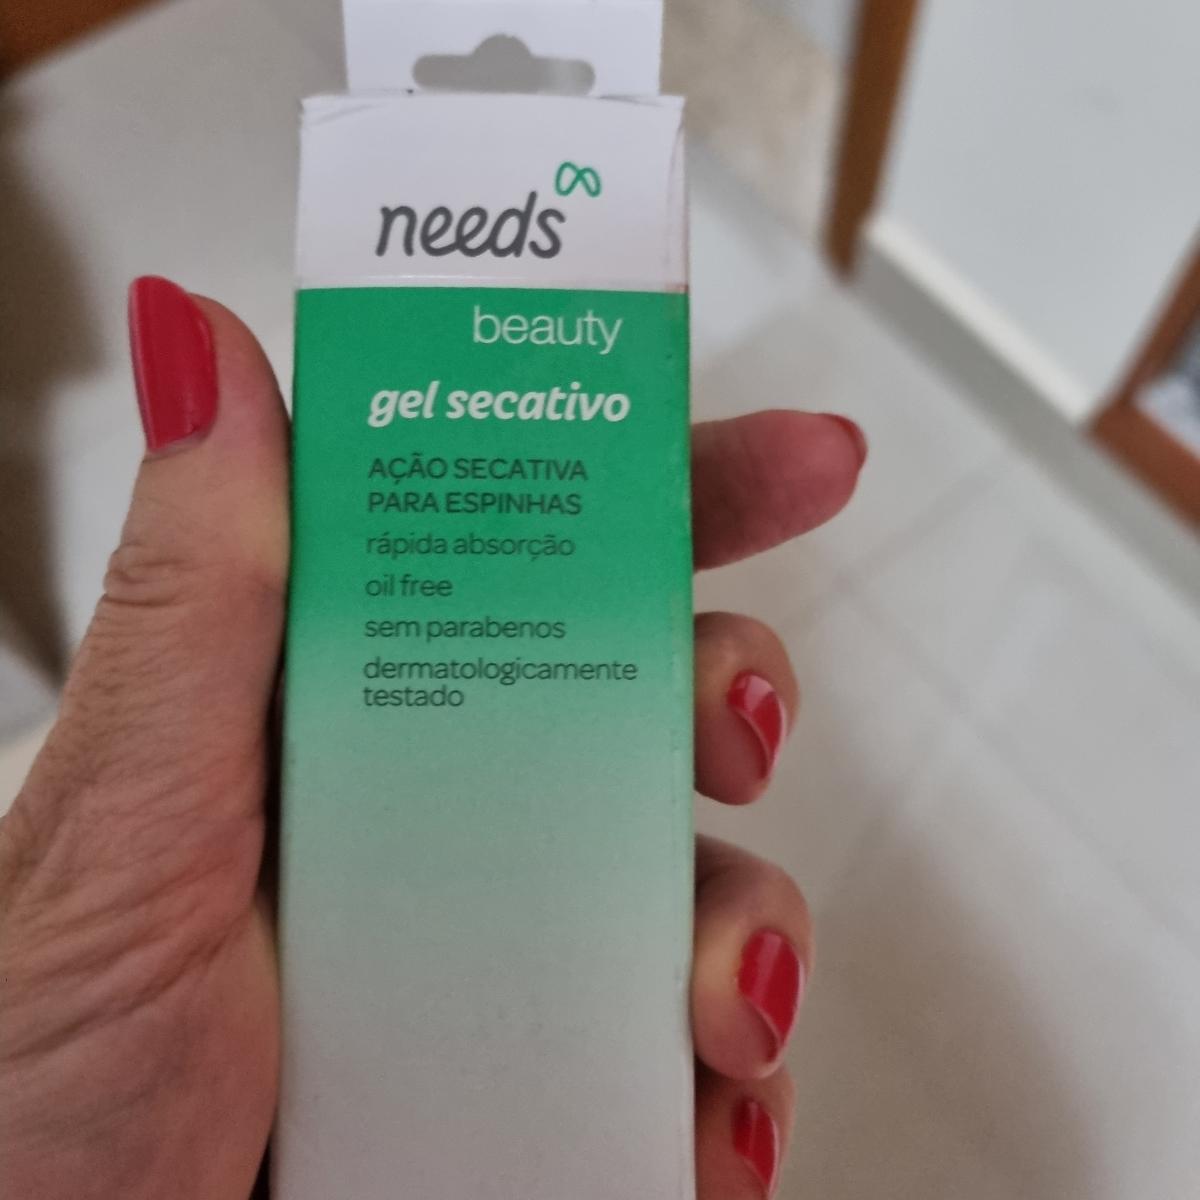 needs
beauty
gel secativo
AÇÃO SECATIVA
PARA ESPINHAS
rápida absorção
oil free
sem parabenos
dermatologicamente
testado